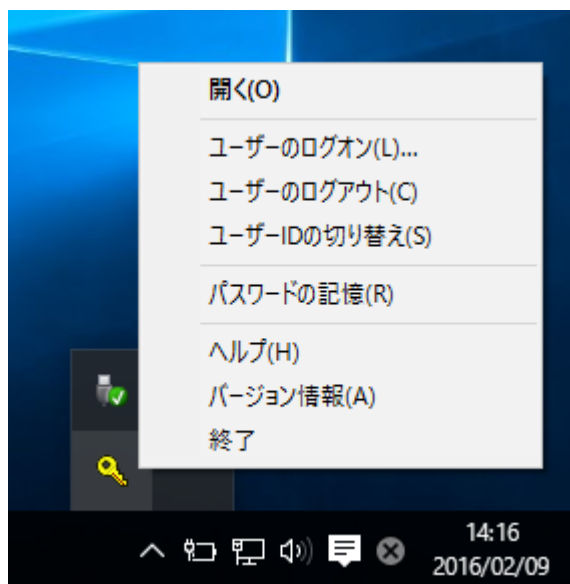 開く(O)
ユーザーのログオン(L)...
ユーザーのログアウト(C)
ユーザーIDの切り替え(S)
パスワードの記憶(R)
ヘルプ(H)
バージョン情報(A)
終了
14:16
2016/02/09